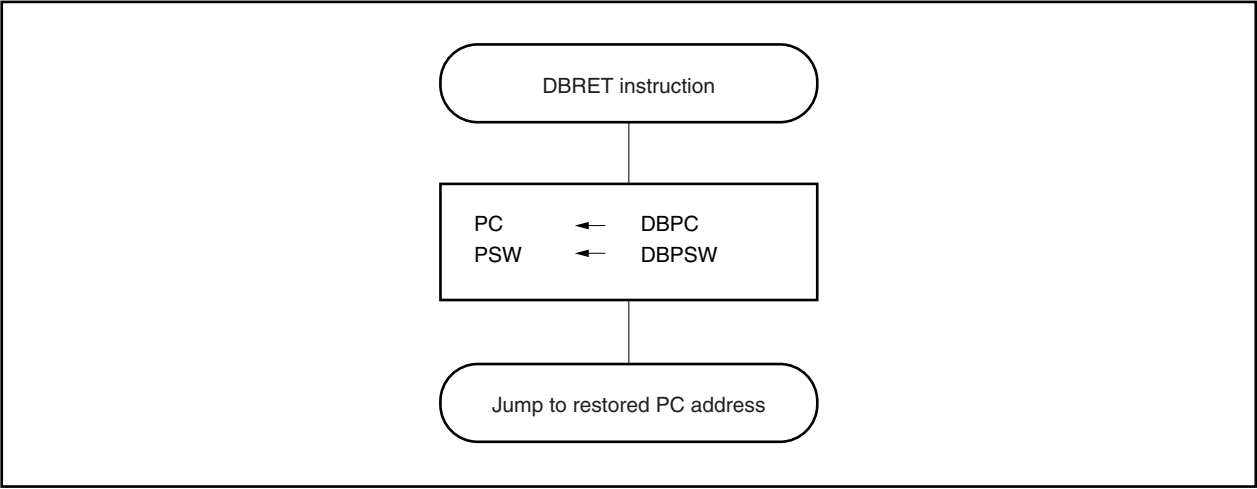 DBRET instruction
PC ← DBPC
PSW ← DBPSW
Jump to restored PC address